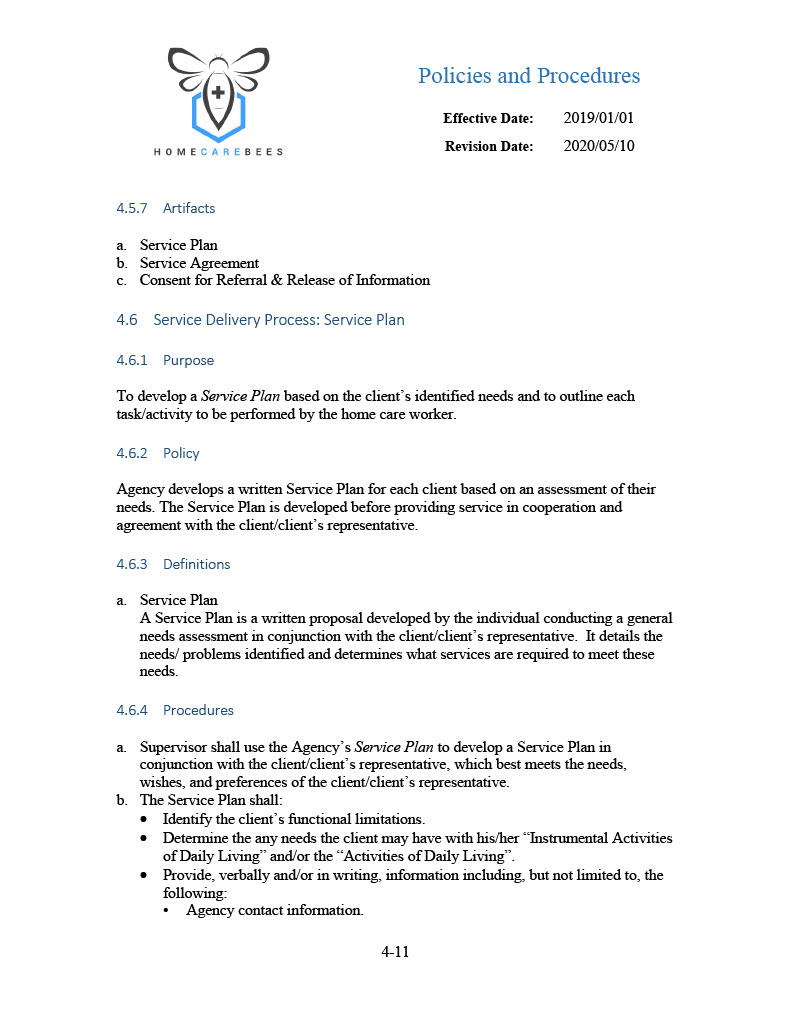 HOMECAREBEES
Policies and Procedures
Effective Date: 2019/01/01
Revision Date: 2020/05/10
4.5.7 Artifacts
a. Service Plan
b. Service Agreement
c. Consent for Referral & Release of Information
4.6 Service Delivery Process: Service Plan
4.6.1 Purpose
To develop a Service Plan based on the client’s identified needs and to outline each
task/activity to be performed by the home care worker.
4.6.2 Policy
Agency develops a written Service Plan for each client based on an assessment of their
needs. The Service Plan is developed before providing service in cooperation and
agreement with the client/client’s representative.
4.6.3 Definitions
a. Service Plan
A Service Plan is a written proposal developed by the individual conducting a general
needs assessment in conjunction with the client/client’s representative.  It details the
needs/ problems identified and determines what services are required to meet these
needs.
4.6.4 Procedures
a. Supervisor shall use the Agency’s Service Plan to develop a Service Plan in
conjunction with the client/client’s representative, which best meets the needs,
wishes, and preferences of the client/client’s representative.
b. The Service Plan shall:
• Identify the client’s functional limitations.
• Determine the any needs the client may have with his/her “Instrumental Activities
of Daily Living” and/or the “Activities of Daily Living”.
• Provide, verbally and/or in writing, information including, but not limited to, the
following:
• Agency contact information.
4-11